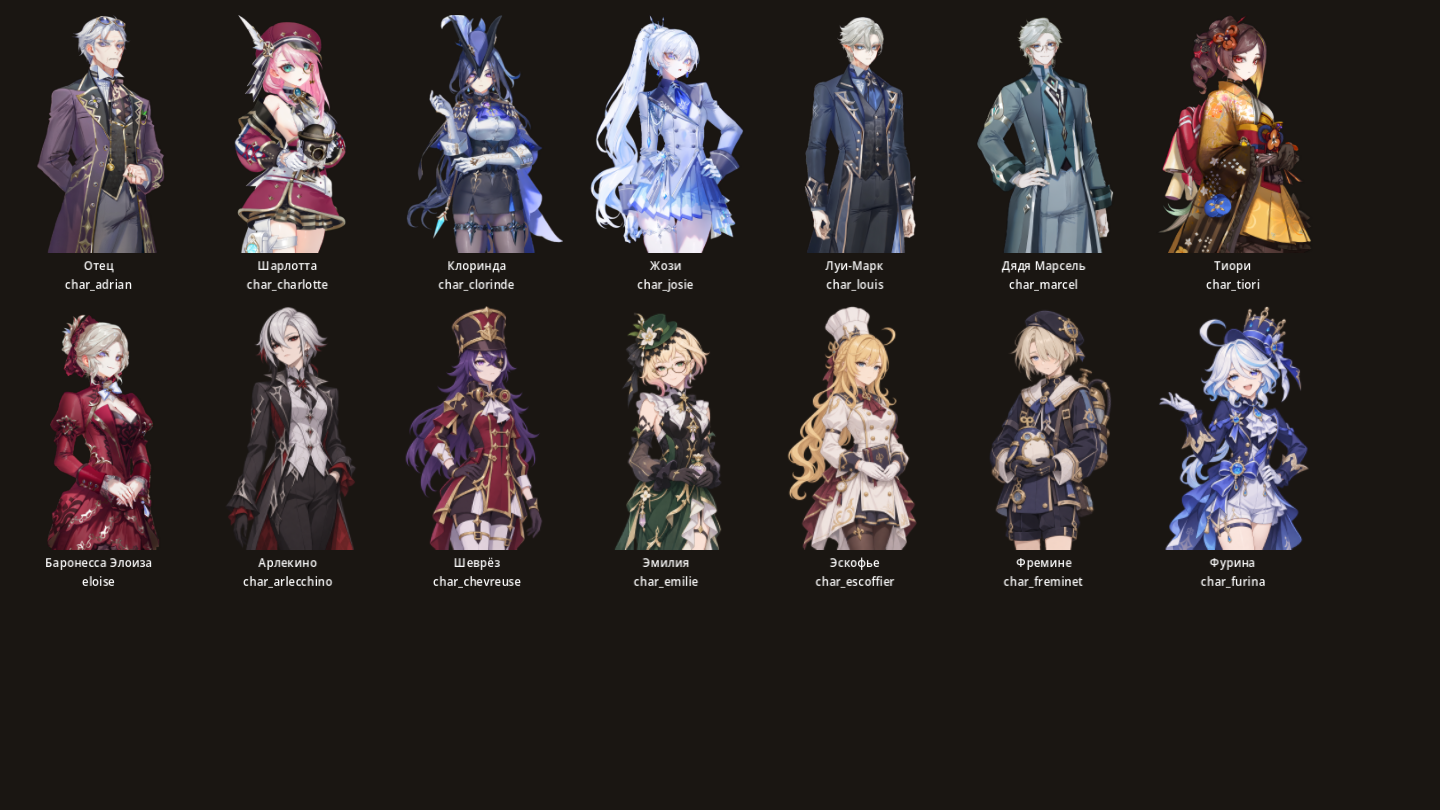 Отец
char_adrian
Шарлотта
char_charlotte
Клоринда
char_clorinde
Жози
char_josie
Луи-Марк
char_louis
Дядя Марсель
char_marcel
Тиори
char_tiori
Баронесса Элоиза
eloise
Арлекино
char_arlecchino
Шеврёз
char_chevreuse
Эмилия
char_emilie
Эскофье
char_escoffier
Фремине
char_freminet
Фурина
char_furina